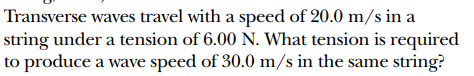 Transverse waves travel with a speed of 20.0 m/s in a
string under a tension of 6.00 N. What tension is required
to produce a wave speed of 30.0 m/s in the same string?